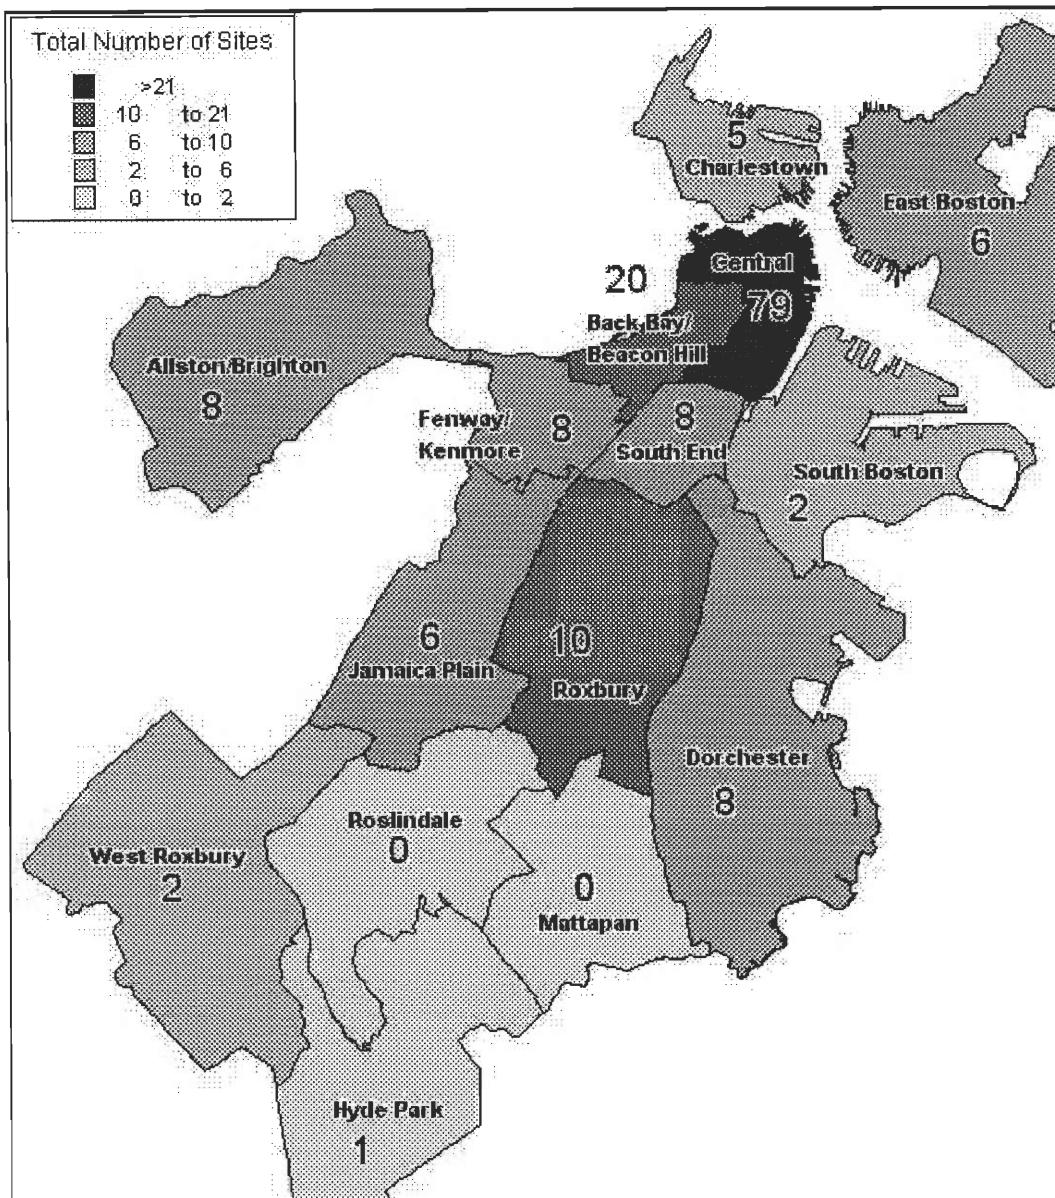 Total Number of Sites
>21
10 to 21
6 to 10
2 to 6
0 to 2
5
Charlestown
East Boston
6
Central
79
20
Back Bay/
Beacon Hill
Allston/Brighton
8
Fenway/
Kenmore
8
8
South End
South Boston
2
6
Jamaica Plain
10
Roxbury
Dorchester
8
Roslindale
0
West Roxbury
2
0
Mattapan
Hyde Park
1